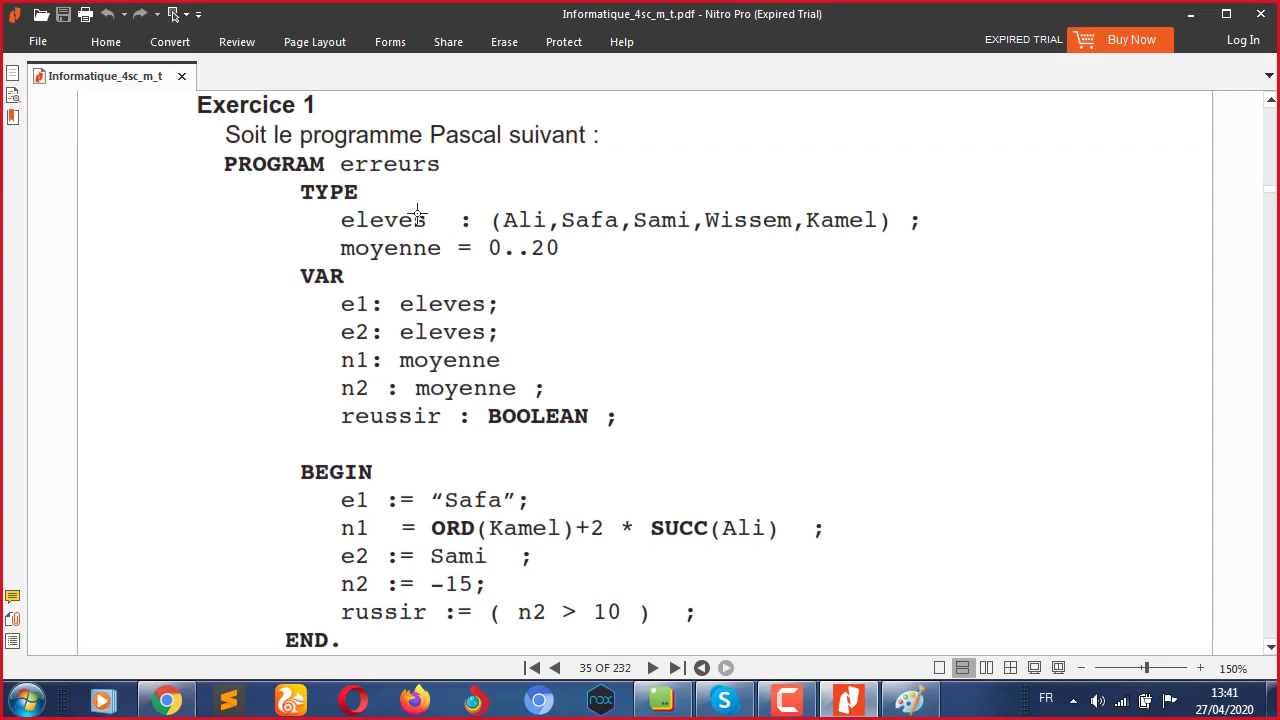 Informatique_4sc_m_t.pdf - Nitro Pro (Expired Trial)
File Home Convert Review Page Layout Forms Share Erase Protect Help EXPIRED TRIAL Buy Now Log In
Informatique_4sc_m_t
Exercice 1
Soit le programme Pascal suivant :
PROGRAM erreurs
TYPE
eleves : (Ali,Safa,Sami,Wissem,Kamel) ;
moyenne = 0..20
VAR
e1: eleves;
e2: eleves;
n1: moyenne
n2 : moyenne ;
reussir : BOOLEAN ;
BEGIN
e1 := “Safa”;
n1 = ORD(Kamel)+2 * SUCC(Ali) ;
e2 := Sami ;
n2 := -15;
russir := ( n2 > 10 ) ;
END.
35 OF 232 150%
FR 13:41
27/04/2020